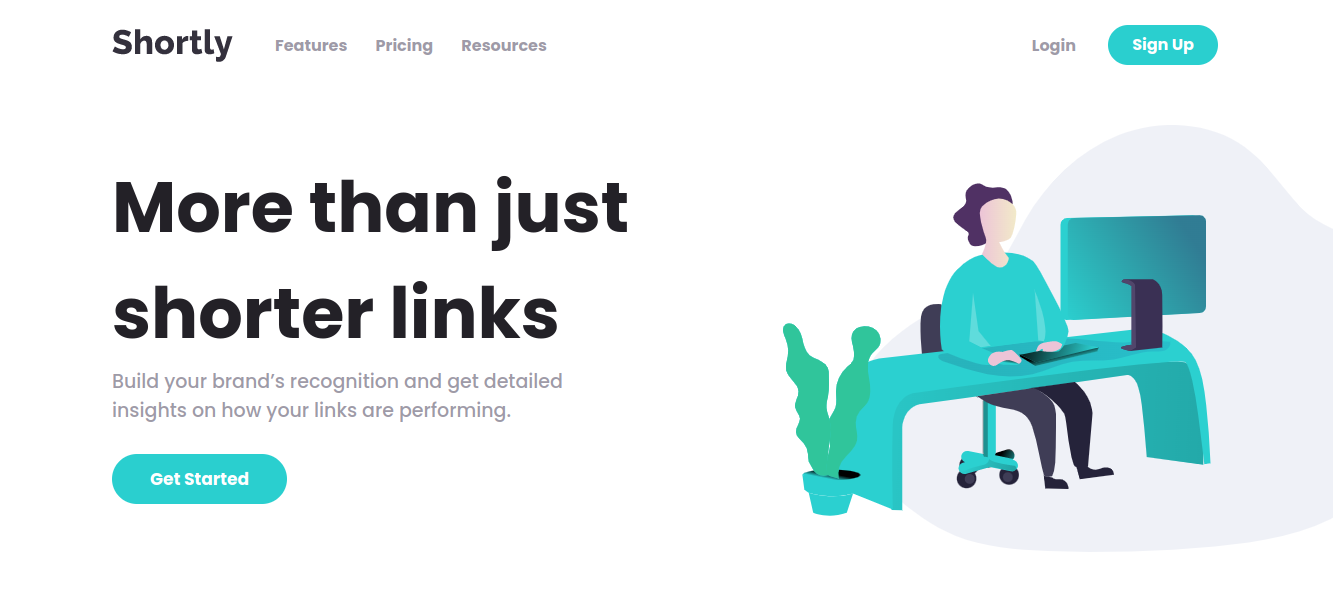 Shortly
Features
Pricing
Resources
Login
Sign Up
More than just
shorter links
Build your brand’s recognition and get detailed
insights on how your links are performing.
Get Started